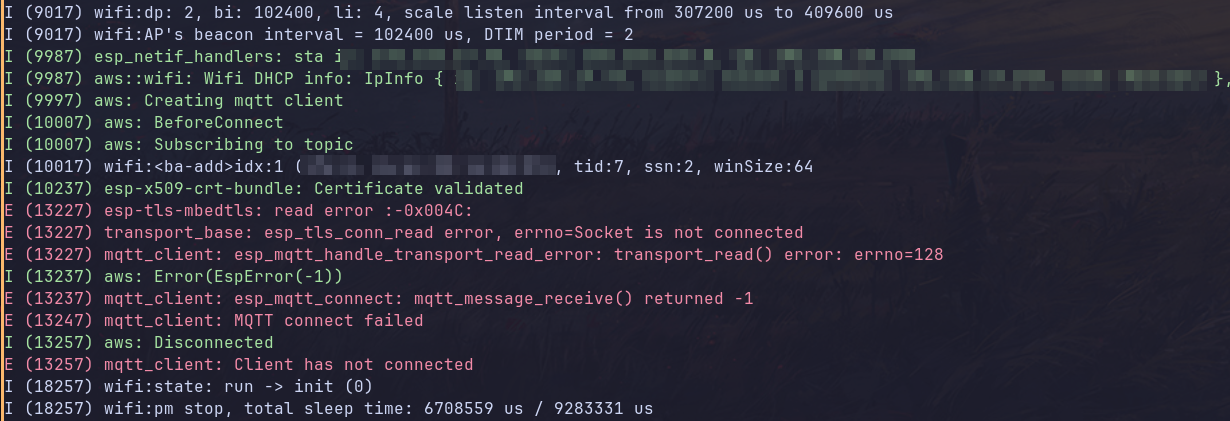 I (9017) wifi:dp: 2, bi: 102400, li: 4, scale listen interval from 307200 us to 409600 us
I (9017) wifi:AP's beacon interval = 102400 us, DTIM period = 2
I (9987) esp_netif_handlers: sta i
I (9987) aws::wifi: Wifi DHCP info: IpInfo { },
I (9997) aws: Creating mqtt client
I (10007) aws: BeforeConnect
I (10007) aws: Subscribing to topic
I (10017) wifi:<ba-add>idx:1 ( , tid:7, ssn:2, winSize:64
I (10237) esp-x509-crt-bundle: Certificate validated
E (13227) esp-tls-mbedtls: read error :-0x004C:
E (13227) transport_base: esp_tls_conn_read error, errno=Socket is not connected
E (13227) mqtt_client: esp_mqtt_handle_transport_read_error: transport_read() error: errno=128
I (13237) aws: Error(EspError(-1))
E (13237) mqtt_client: esp_mqtt_connect: mqtt_message_receive() returned -1
E (13247) mqtt_client: MQTT connect failed
I (13257) aws: Disconnected
E (13257) mqtt_client: Client has not connected
I (18257) wifi:state: run -> init (0)
I (18257) wifi:pm stop, total sleep time: 6708559 us / 9283331 us